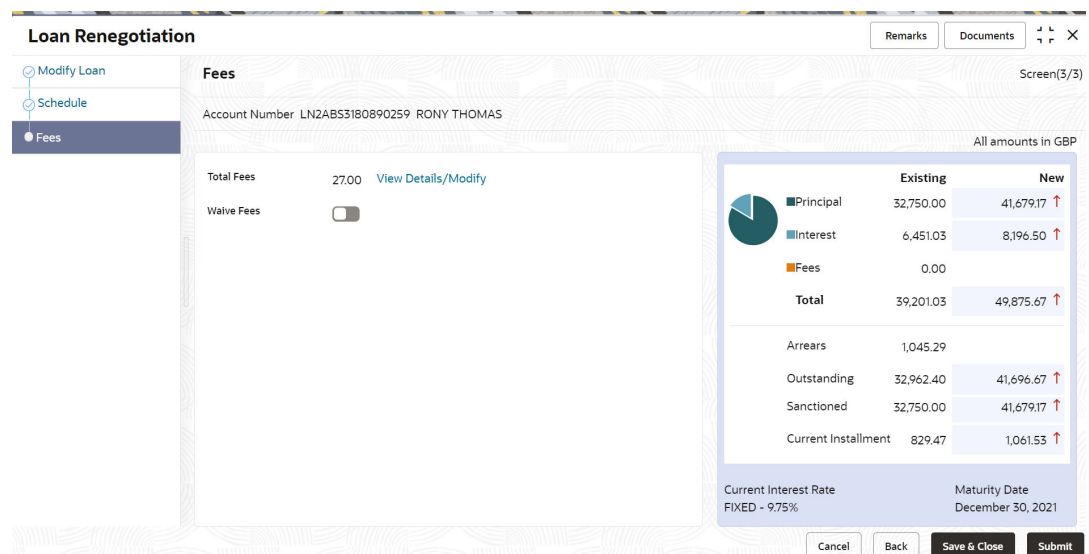 Loan Renegotiation
Remarks
Documents
Modify Loan
Schedule
Fees
Fees
Screen(3/3)
Account Number LN2ABS3180890259 RONY THOMAS
All amounts in GBP
Total Fees 27.00 View Details/Modify
Waive Fees
Existing New
Principal 32,750.00 41,679.17 ↑
Interest 6,451.03 8,196.50 ↑
Fees 0.00
Total 39,201.03 49,875.67 ↑
Arrears 1,045.29
Outstanding 32,962.40 41,696.67 ↑
Sanctioned 32,750.00 41,679.17 ↑
Current Installment 829.47 1,061.53 ↑
Current Interest Rate Maturity Date
FIXED - 9.75% December 30, 2021
Cancel Back Save & Close Submit